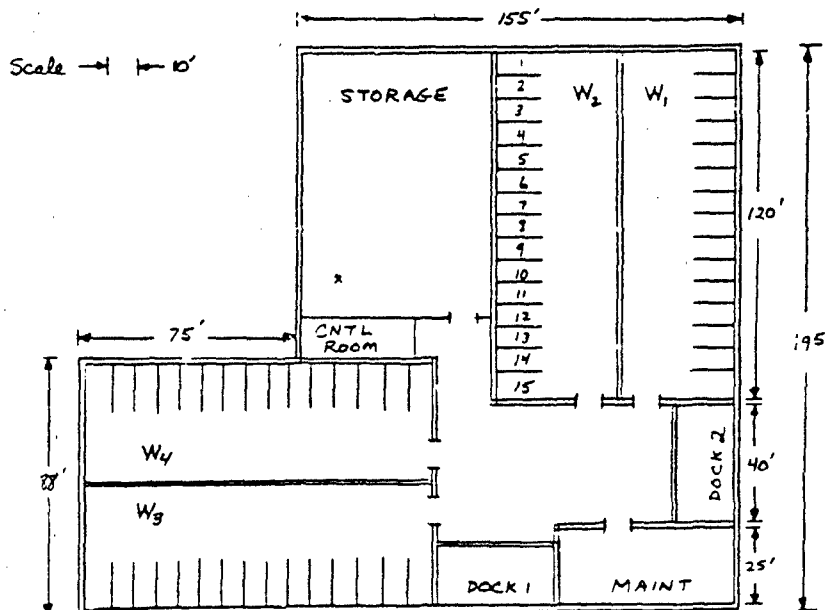 155'
Scale 10'
STORAGE
W2 W1
1
2
3
4
5
6
7
8
9
10
11
12
13
14
15
120'
x
75'
CNTL
ROOM
195
88'
W4
W3
DOCK 2
40'
25'
DOCK 1
MAINT